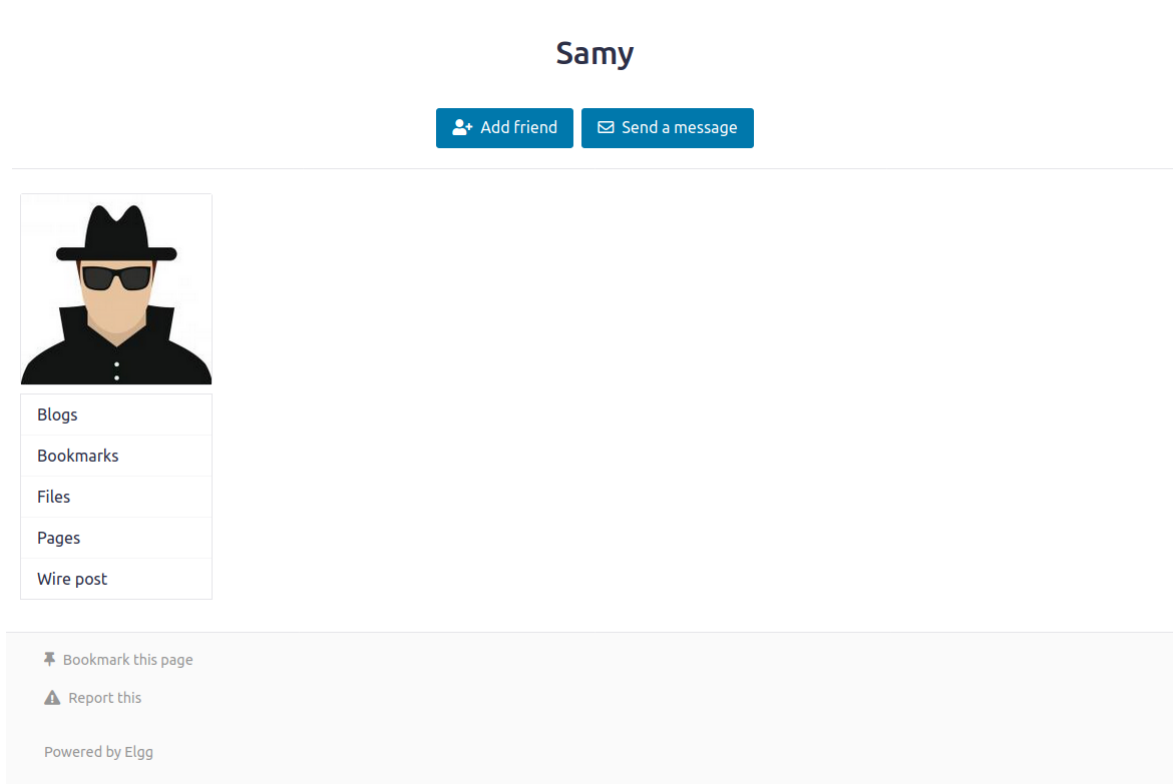 Samy
Add friend Send a message
Blogs
Bookmarks
Files
Pages
Wire post
Bookmark this page
Report this
Powered by Elgg